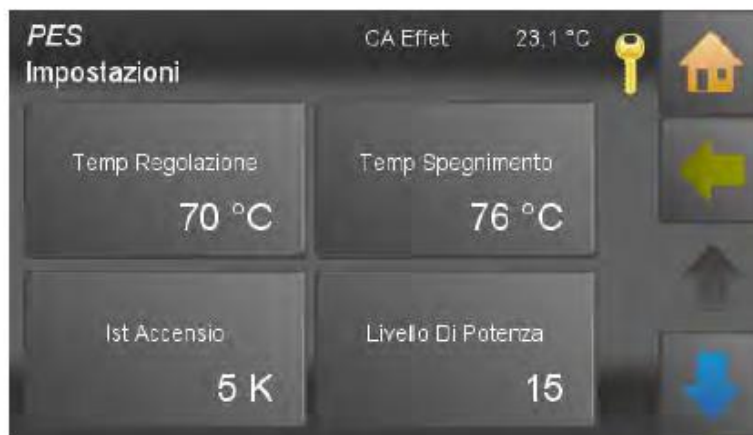 PES CA Effet 23.1 °C
Impostazioni
Temp Regolazione
70 °C
Temp Spegnimento
76 °C
Ist Accensio
5 K
Livello Di Potenza
15